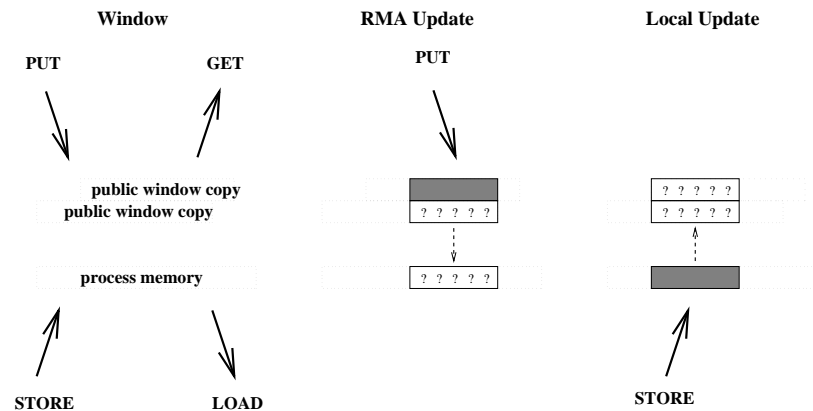 Window
RMA Update
Local Update
PUT
GET
PUT
public window copy
public window copy
? ? ? ? ?
? ? ? ? ?
? ? ? ? ?
process memory
? ? ? ? ?
STORE
LOAD
STORE